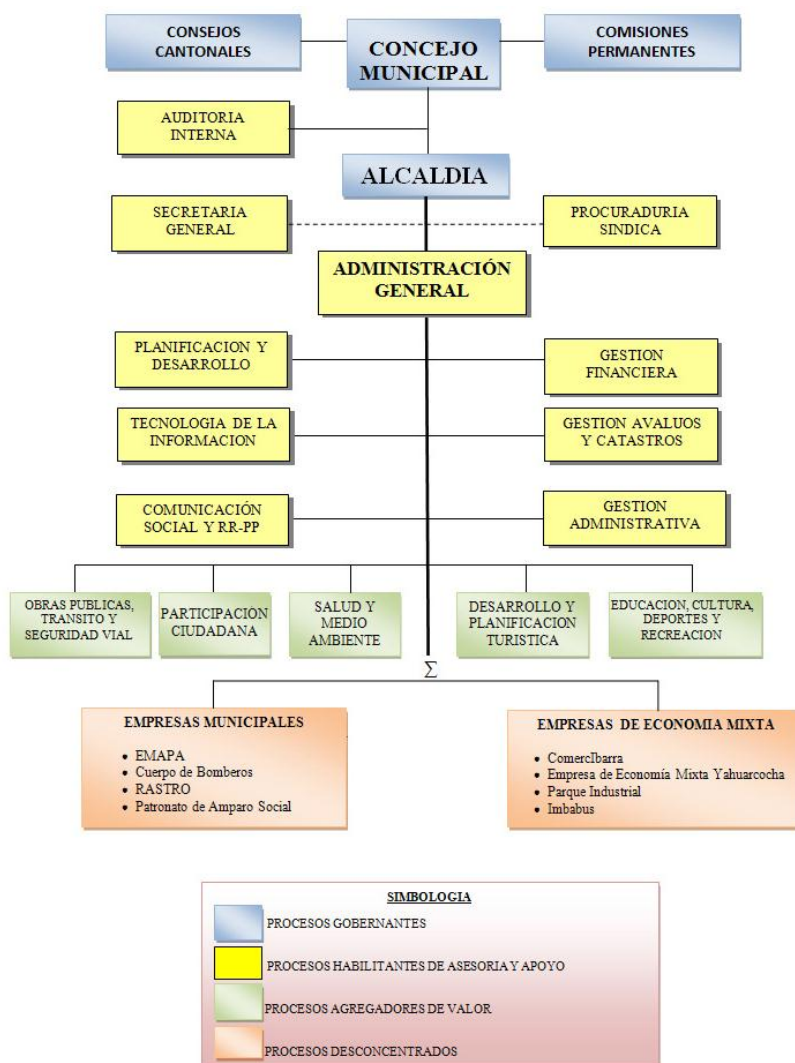 CONSEJOS
CANTONALES
CONCEJO
MUNICIPAL
COMISIONES
PERMANENTES
AUDITORIA
INTERNA
ALCALDIA
SECRETARIA
GENERAL
PROCURADURIA
SINDICA
ADMINISTRACIÓN
GENERAL
PLANIFICACION Y
DESARROLLO
GESTION
FINANCIERA
TECNOLOGIA DE LA
INFORMACION
GESTION AVALUOS
Y CATASTROS
COMUNICACIÓN
SOCIAL Y RR-PP
GESTION
ADMINISTRATIVA
OBRAS PUBLICAS,
TRANSITO Y
SEGURIDAD VIAL
PARTICIPACIÓN
CIUDADANA
SALUD Y
MEDIO
AMBIENTE
DESARROLLO Y
PLANIFICACION
TURISTICA
EDUCACION, CULTURA,
DEPORTES Y
RECREACION
Σ
EMPRESAS MUNICIPALES
• EMAPA
• Cuerpo de Bomberos
• RASTRO
• Patronato de Amparo Social
EMPRESAS DE ECONOMIA MIXTA
• ComercIbarra
• Empresa de Economía Mixta Yahuarcocha
• Parque Industrial
• Imbabus
SIMBOLOGIA
PROCESOS GOBERNANTES
PROCESOS HABILITANTES DE ASESORIA Y APOYO
PROCESOS AGREGADORES DE VALOR
PROCESOS DESCONCENTRADOS